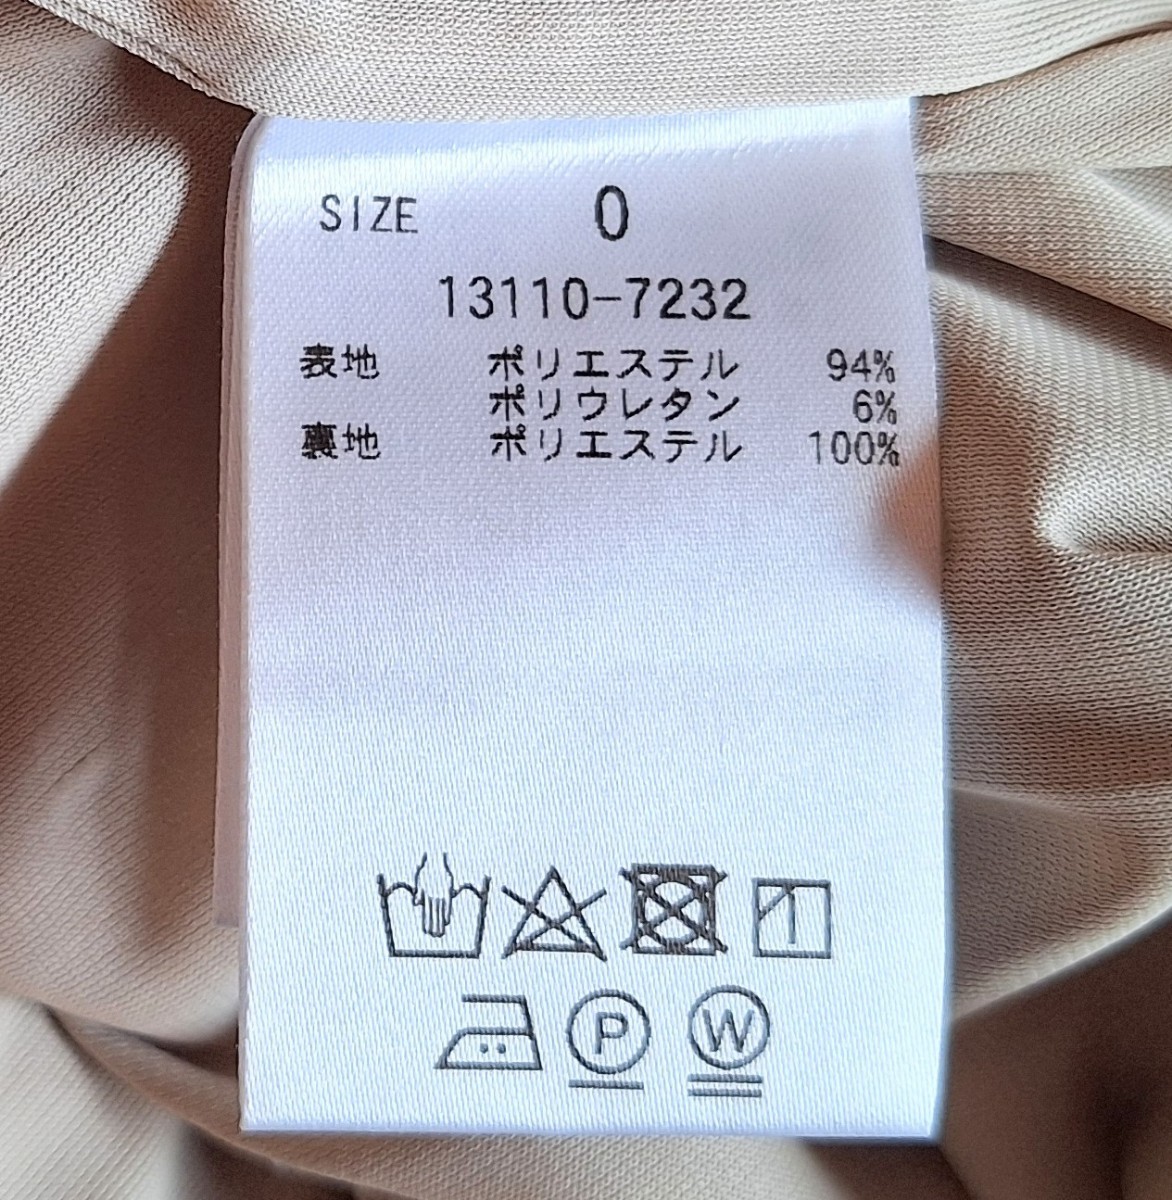 SIZE 0
13110-7232
表地 ポリエステル 94%
ポリウレタン 6%
裏地 ポリエステル 100%
P W